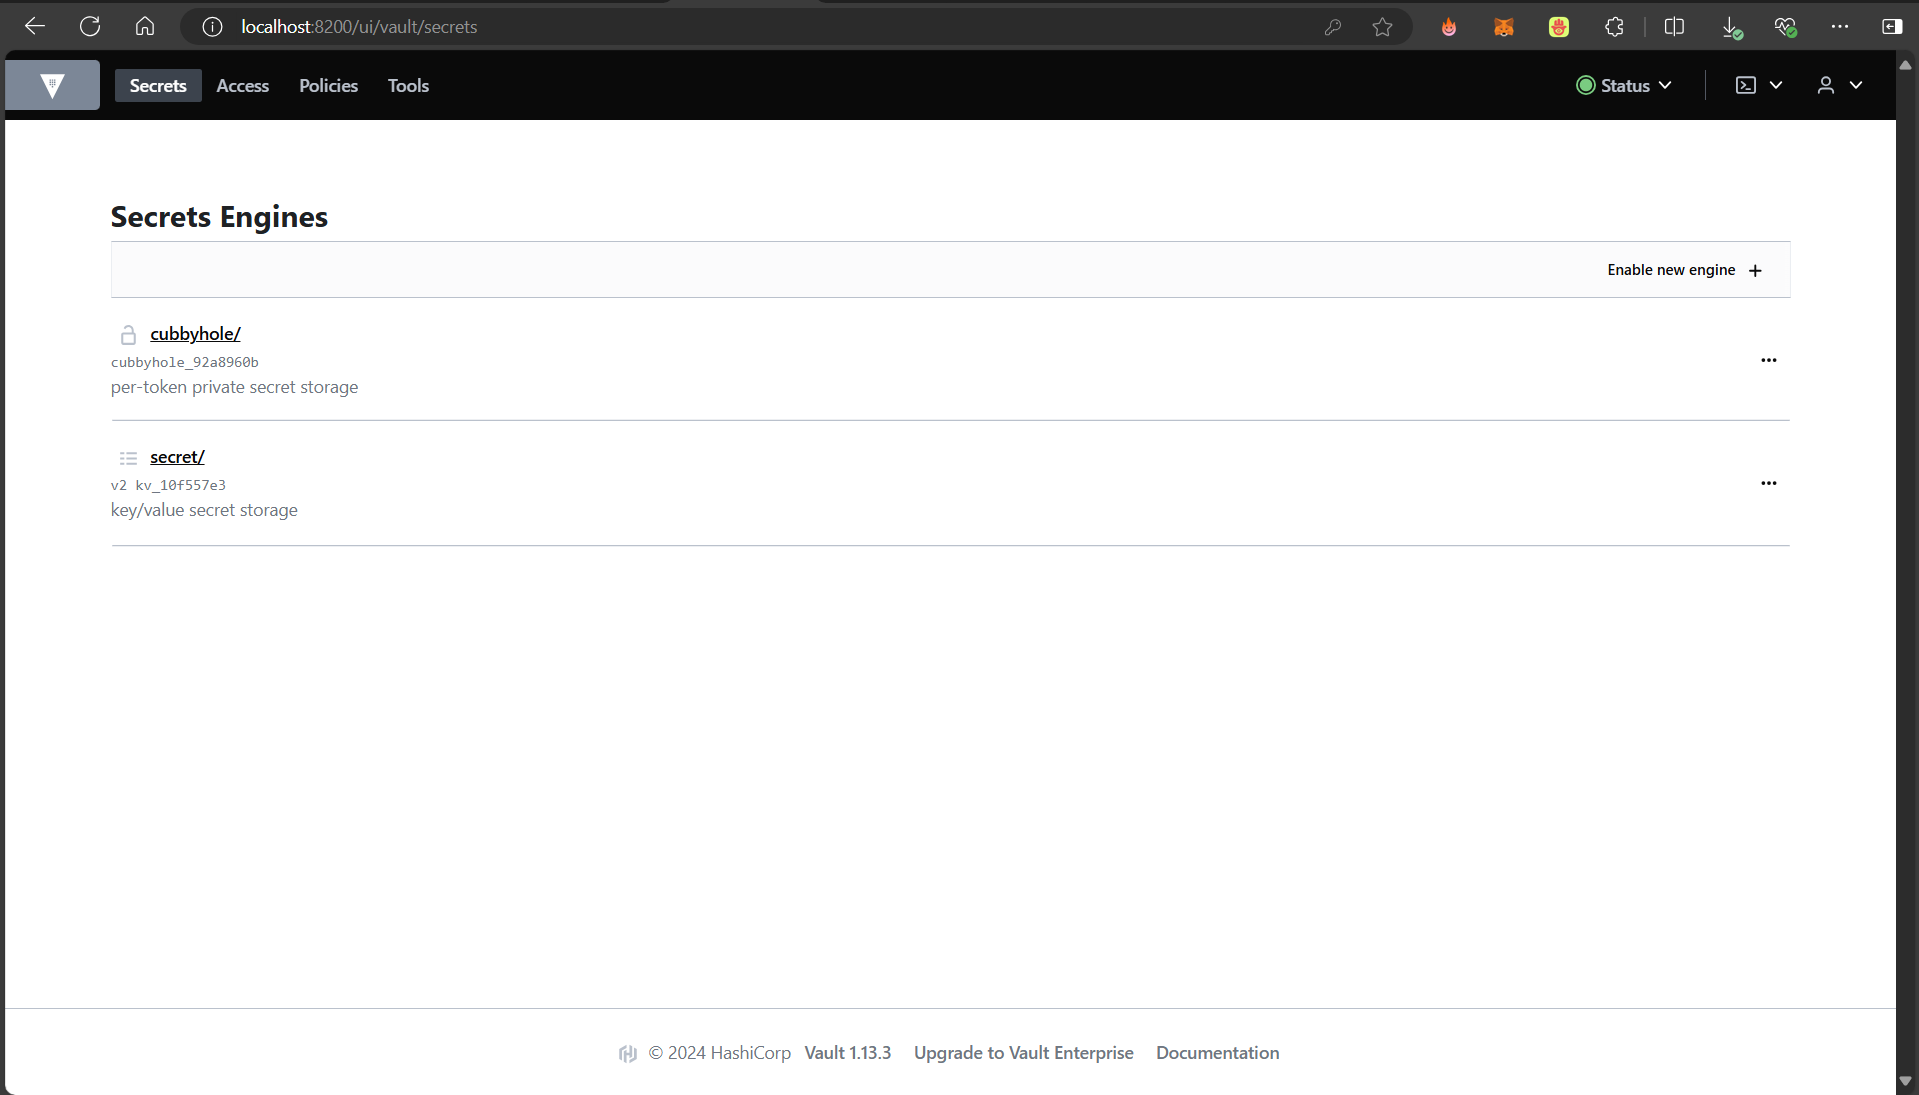 localhost:8200/ui/vault/secrets
Secrets Access Policies Tools Status
Secrets Engines
Enable new engine
cubbyhole/
cubbyhole_92a8960b
per-token private secret storage
secret/
v2 kv_10f557e3
key/value secret storage
© 2024 HashiCorp Vault 1.13.3 Upgrade to Vault Enterprise Documentation